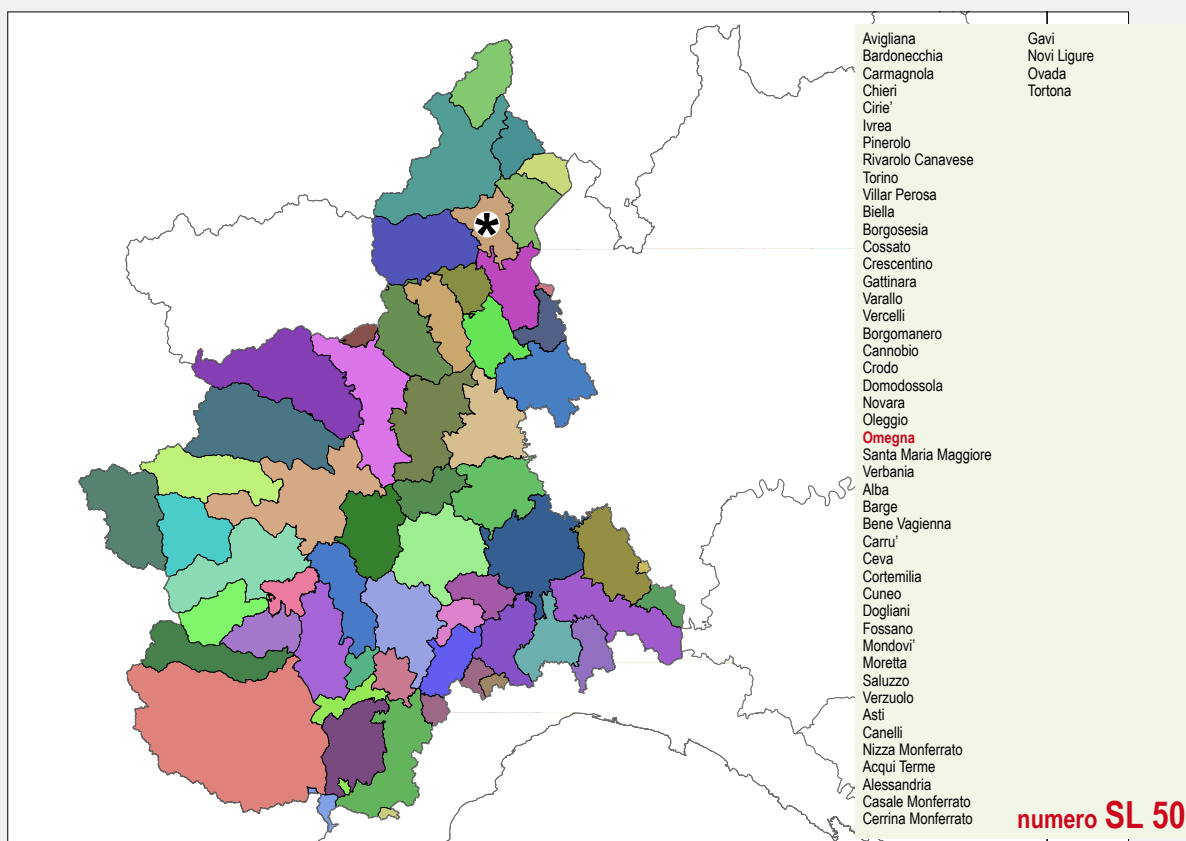 Avigliana
Bardonecchia
Carmagnola
Chieri
Cirie'
Ivrea
Pinerolo
Rivarolo Canavese
Torino
Villar Perosa
Biella
Borgosesia
Cossato
Crescentino
Gattinara
Varallo
Vercelli
Borgomanero
Cannobio
Crodo
Domodossola
Novara
Oleggio
Omegna
Santa Maria Maggiore
Verbania
Alba
Barge
Bene Vagienna
Carru'
Ceva
Cortemilia
Cuneo
Dogliani
Fossano
Mondovi'
Moretta
Saluzzo
Verzuolo
Asti
Canelli
Nizza Monferrato
Acqui Terme
Alessandria
Casale Monferrato
Cerrina Monferrato
Gavi
Novi Ligure
Ovada
Tortona
numero SL 50